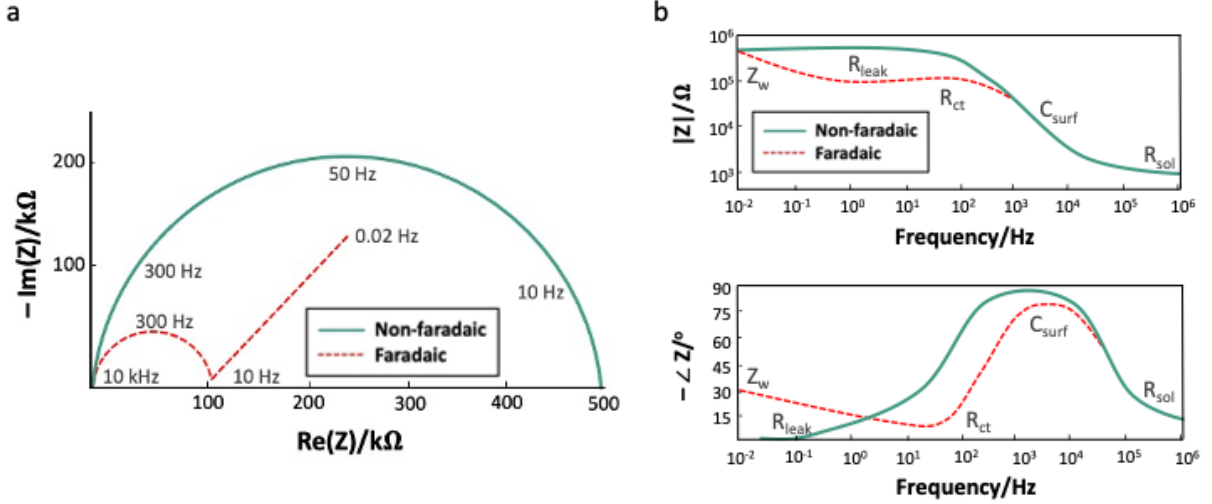 a
200
100
− Im(Z)/kΩ
50 Hz
0.02 Hz
300 Hz
10 Hz
300 Hz
10 kHz
10 Hz
Non-faradaic
Faradaic
100
200
300
400
500
Re(Z)/kΩ
b
10⁶
10⁵
10⁴
10³
|Z|/Ω
Z_w
R_leak
R_ct
C_surf
R_sol
Non-faradaic
Faradaic
10⁻² 10⁻¹ 10⁰ 10¹ 10² 10³ 10⁴ 10⁵ 10⁶
Frequency/Hz
90
75
60
45
30
15
− ∠ Z/°
Z_w
R_leak
R_ct
C_surf
R_sol
10⁻² 10⁻¹ 10⁰ 10¹ 10² 10³ 10⁴ 10⁵ 10⁶
Frequency/Hz